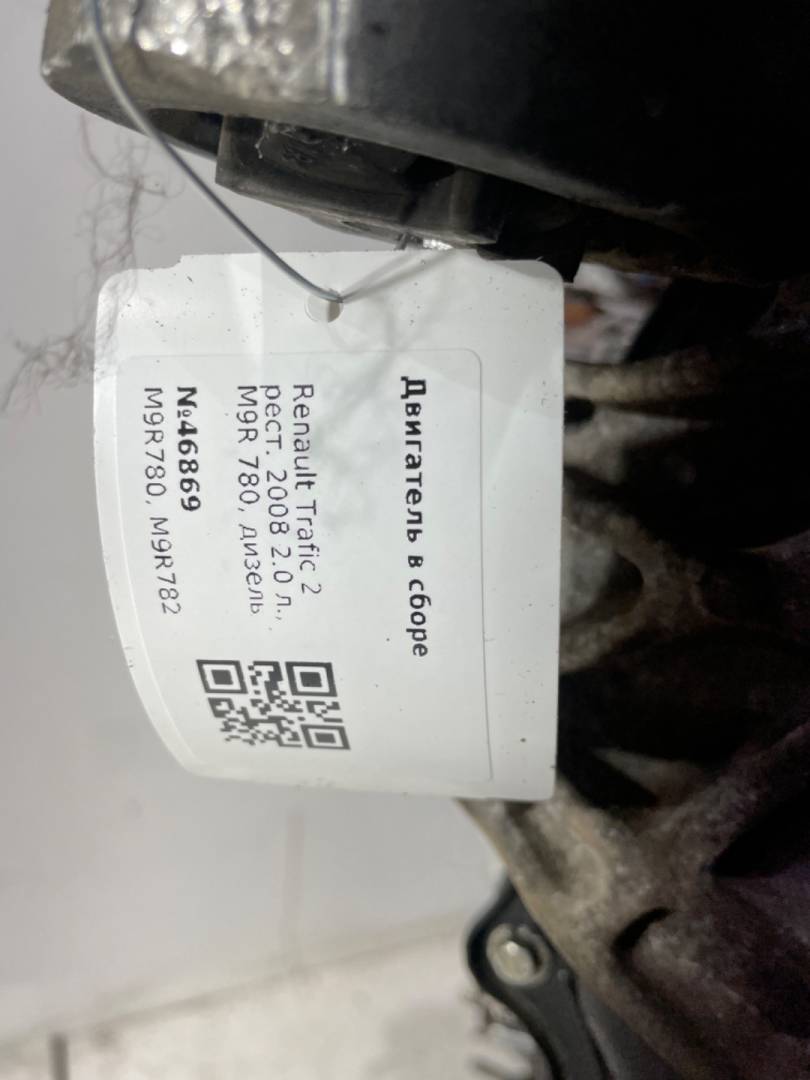 Двигатель в сборе
Renault Trafic 2
рест. 2008 2.0 л.,
M9R 780, дизель
№46869
M9R780, M9R782